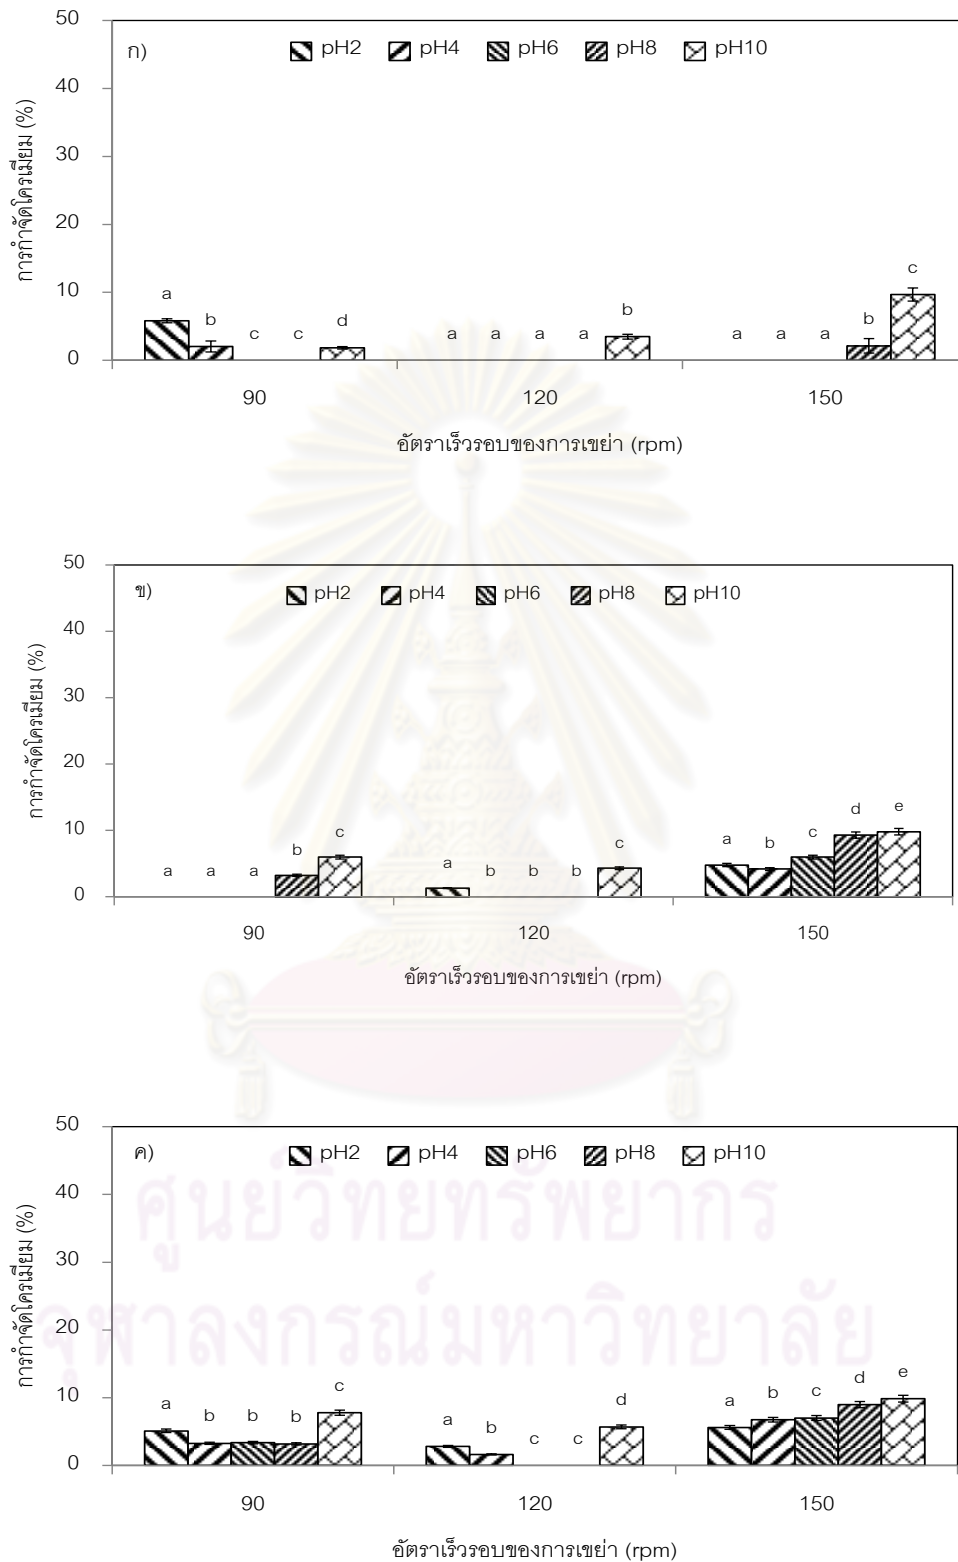 50
ก) pH2 pH4 pH6 pH8 pH10
40
30
20
10
0
การกำจัดโครเมียม (%)
a b c c d a a a a b a a a b c
90 120 150
อัตราเร็วรอบของการเขย่า (rpm)
50
ข) pH2 pH4 pH6 pH8 pH10
40
30
20
10
0
การกำจัดโครเมียม (%)
a a a b c a b b b c a b c d e
90 120 150
อัตราเร็วรอบของการเขย่า (rpm)
50
ค) pH2 pH4 pH6 pH8 pH10
40
30
20
10
0
การกำจัดโครเมียม (%)
ศูนย์วิทยทรัพยากร
จุฬาลงกรณ์มหาวิทยาลัย
a b b b c a b c c d a b c d e
90 120 150
อัตราเร็วรอบของการเขย่า (rpm)